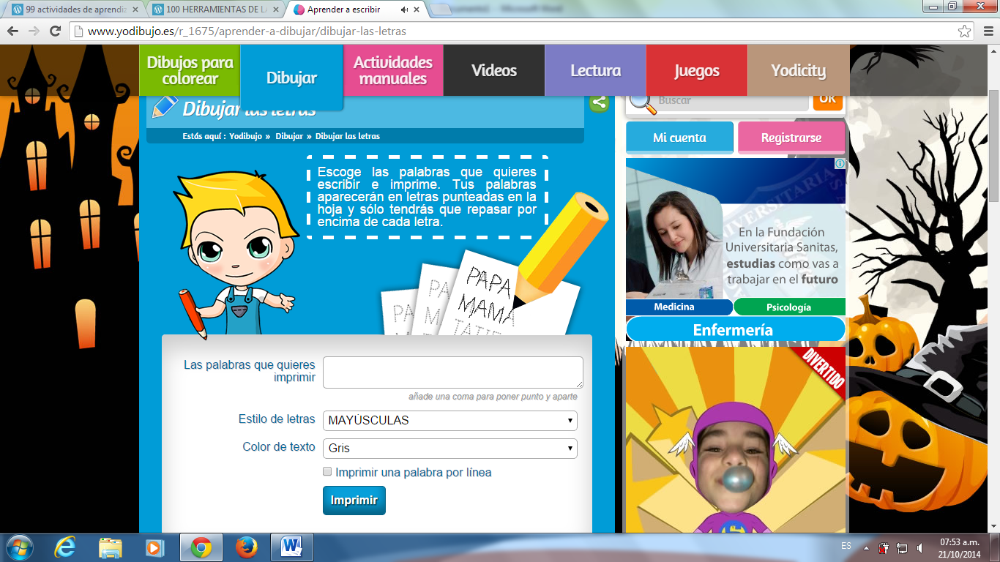 99 actividades de aprendiz
100 HERRAMIENTAS DE LA
Aprender a escribir
Microsoft Word
www.yodibujo.es/r_1675/aprender-a-dibujar/dibujar-las-letras
Dibujos para
colorear
Dibujar
Actividades
manuales
Videos
Lectura
Juegos
Yodicity
Dibujar las letras
Buscar
OK
Estás aquí : Yodibujo » Dibujar » Dibujar las letras
Mi cuenta
Registrarse
Escoge las palabras que quieres
escribir e imprime. Tus palabras
aparecerán en letras punteadas en la
hoja y sólo tendrás que repasar por
encima de cada letra.
PAPA
MAMA
En la Fundación
Universitaria Sanitas,
estudias como vas a
trabajar en el futuro
Medicina
Psicología
Enfermería
DIVERTIDO
Las palabras que quieres
imprimir
añade una coma para poner punto y aparte
Estilo de letras
MAYÚSCULAS
Color de texto
Gris
Imprimir una palabra por línea
Imprimir
ES
07:53 a.m.
21/10/2014